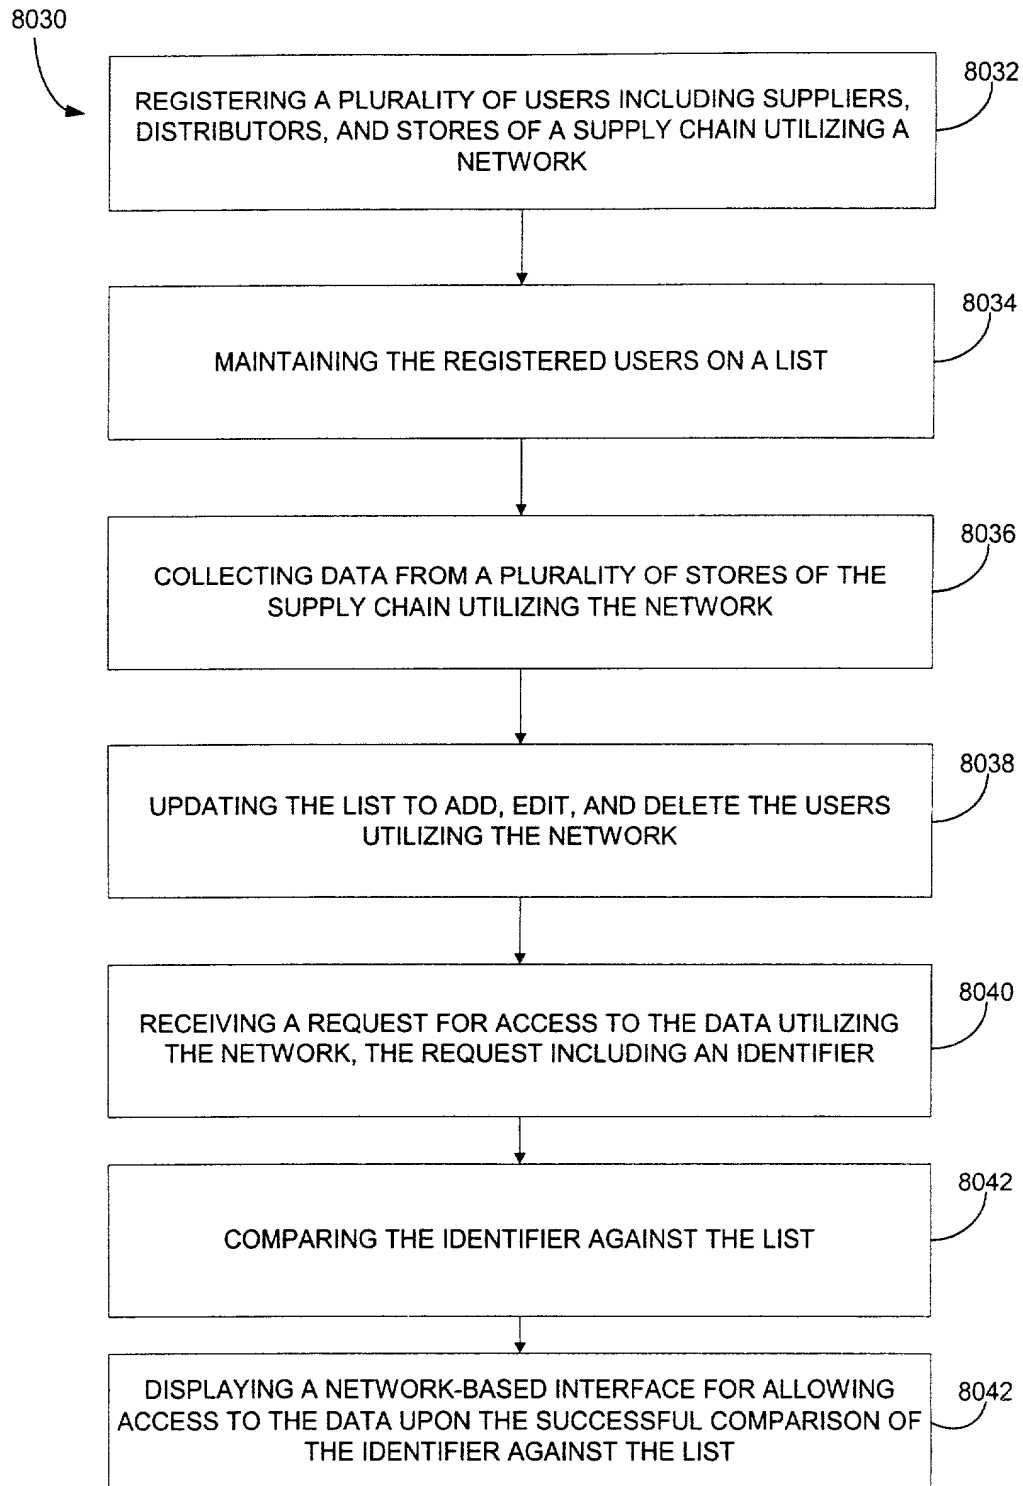 8030
8032
REGISTERING A PLURALITY OF USERS INCLUDING SUPPLIERS,
DISTRIBUTORS, AND STORES OF A SUPPLY CHAIN UTILIZING A
NETWORK
8034
MAINTAINING THE REGISTERED USERS ON A LIST
8036
COLLECTING DATA FROM A PLURALITY OF STORES OF THE
SUPPLY CHAIN UTILIZING THE NETWORK
8038
UPDATING THE LIST TO ADD, EDIT, AND DELETE THE USERS
UTILIZING THE NETWORK
8040
RECEIVING A REQUEST FOR ACCESS TO THE DATA UTILIZING
THE NETWORK, THE REQUEST INCLUDING AN IDENTIFIER
8042
COMPARING THE IDENTIFIER AGAINST THE LIST
8042
DISPLAYING A NETWORK-BASED INTERFACE FOR ALLOWING
ACCESS TO THE DATA UPON THE SUCCESSFUL COMPARISON OF
THE IDENTIFIER AGAINST THE LIST